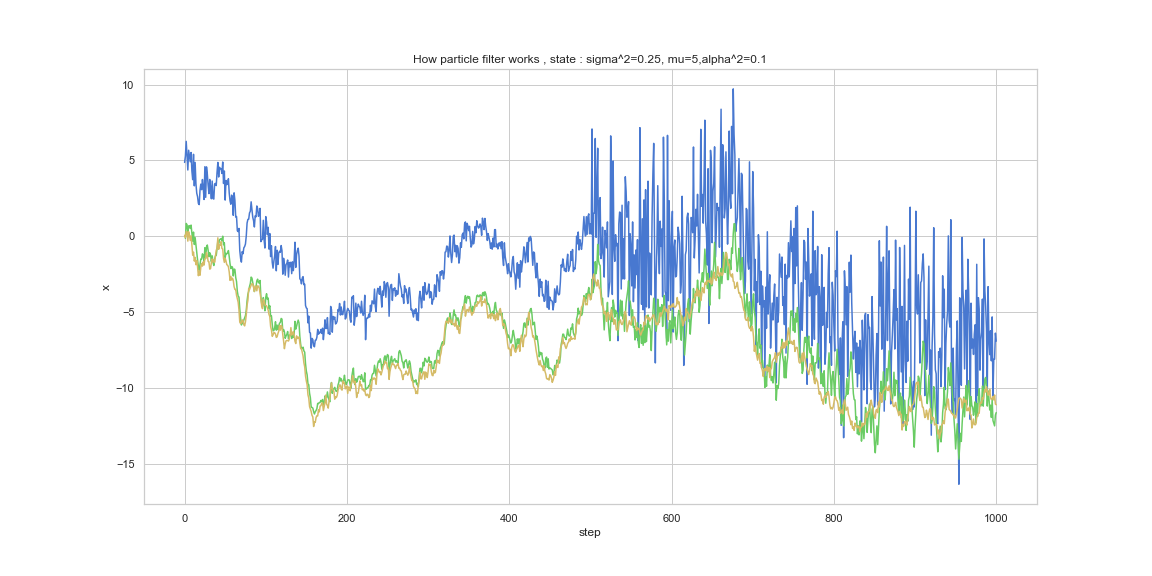 How particle filter works , state : sigma^2=0.25, mu=5,alpha^2=0.1
10
5
0
−5
−10
−15
x
0 200 400 600 800 1000
step